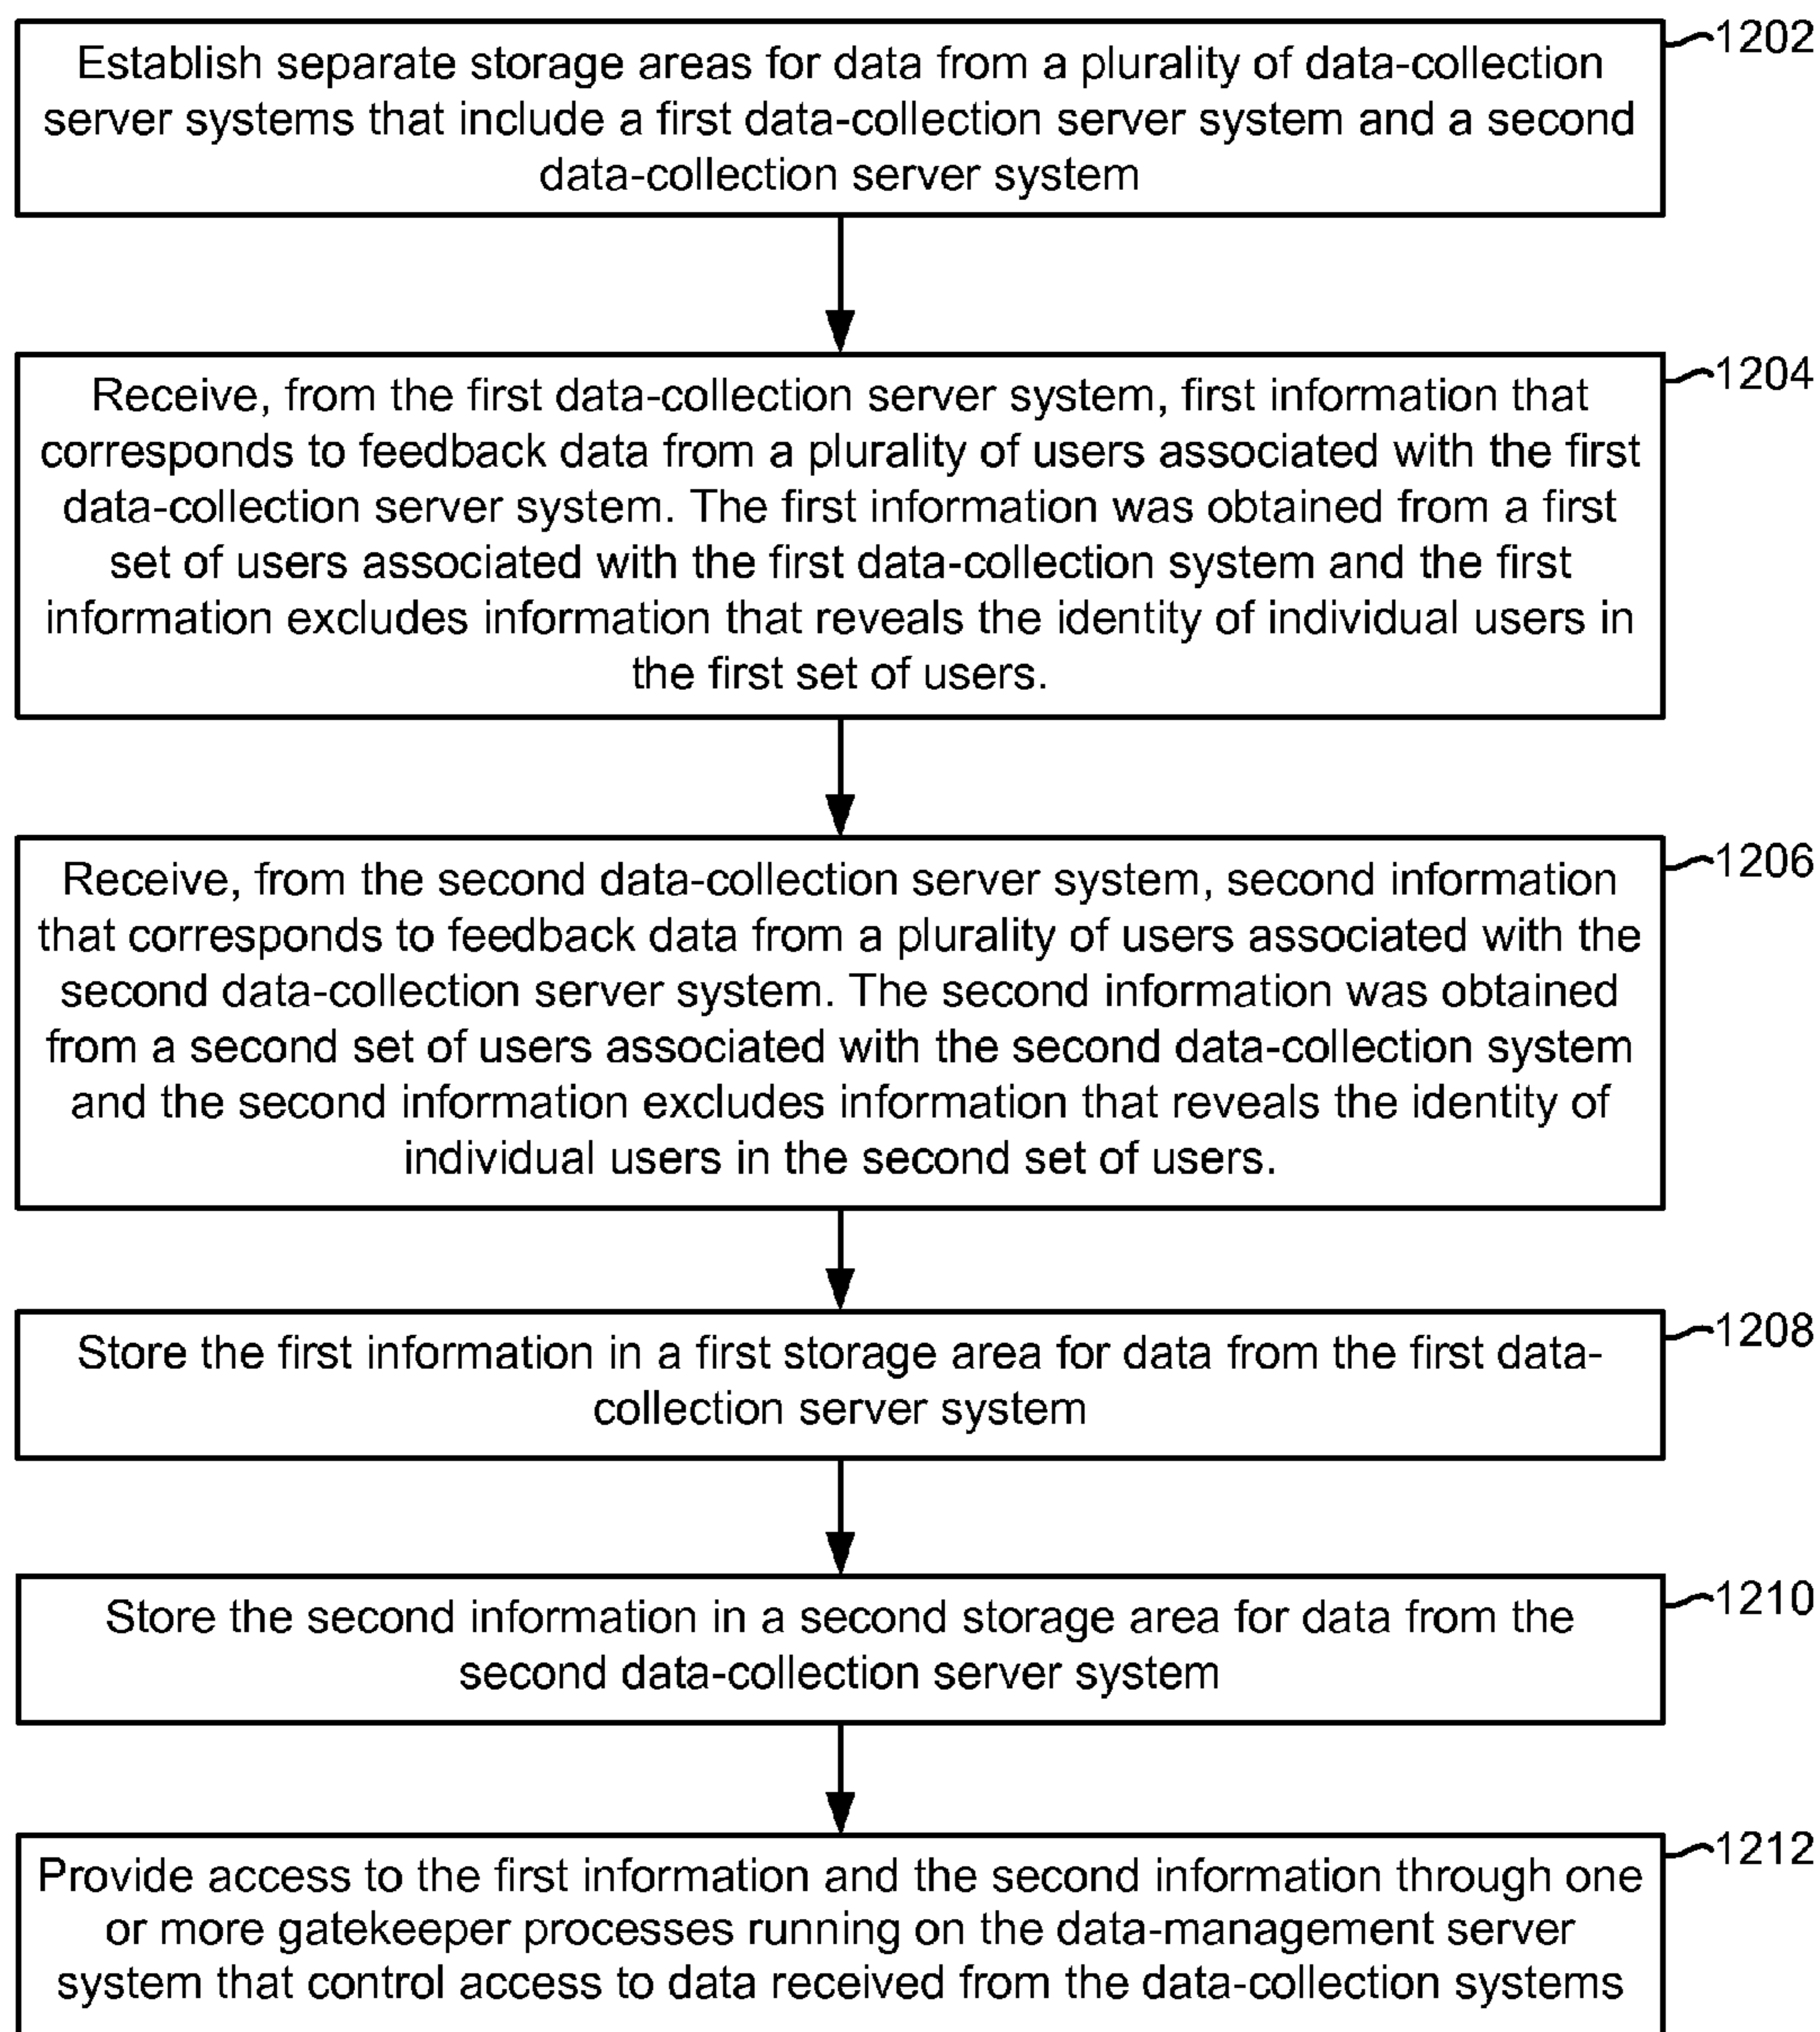 1202
Establish separate storage areas for data from a plurality of data-collection
server systems that include a first data-collection server system and a second
data-collection server system
1204
Receive, from the first data-collection server system, first information that
corresponds to feedback data from a plurality of users associated with the first
data-collection server system. The first information was obtained from a first
set of users associated with the first data-collection system and the first
information excludes information that reveals the identity of individual users in
the first set of users.
1206
Receive, from the second data-collection server system, second information
that corresponds to feedback data from a plurality of users associated with the
second data-collection server system. The second information was obtained
from a second set of users associated with the second data-collection system
and the second information excludes information that reveals the identity of
individual users in the second set of users.
1208
Store the first information in a first storage area for data from the first data-
collection server system
1210
Store the second information in a second storage area for data from the
second data-collection server system
1212
Provide access to the first information and the second information through one
or more gatekeeper processes running on the data-management server
system that control access to data received from the data-collection systems